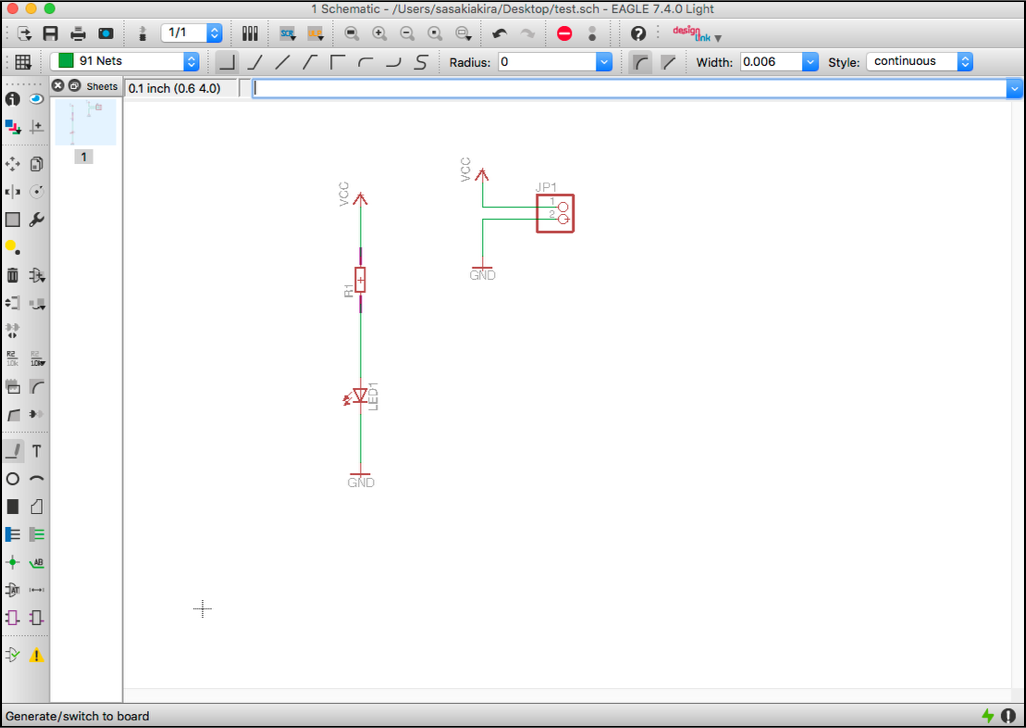 1 Schematic - /Users/sasakiakira/Desktop/test.sch - EAGLE 7.4.0 Light
1/1
SCR
design link
91 Nets
Radius: 0
Width: 0.006
Style: continuous
Sheets
0.1 inch (0.6 4.0)
1
VCC
R1
LED1
GND
VCC
JP1
1
2
GND
R2
10k
R2
10k
T
AB
Generate/switch to board